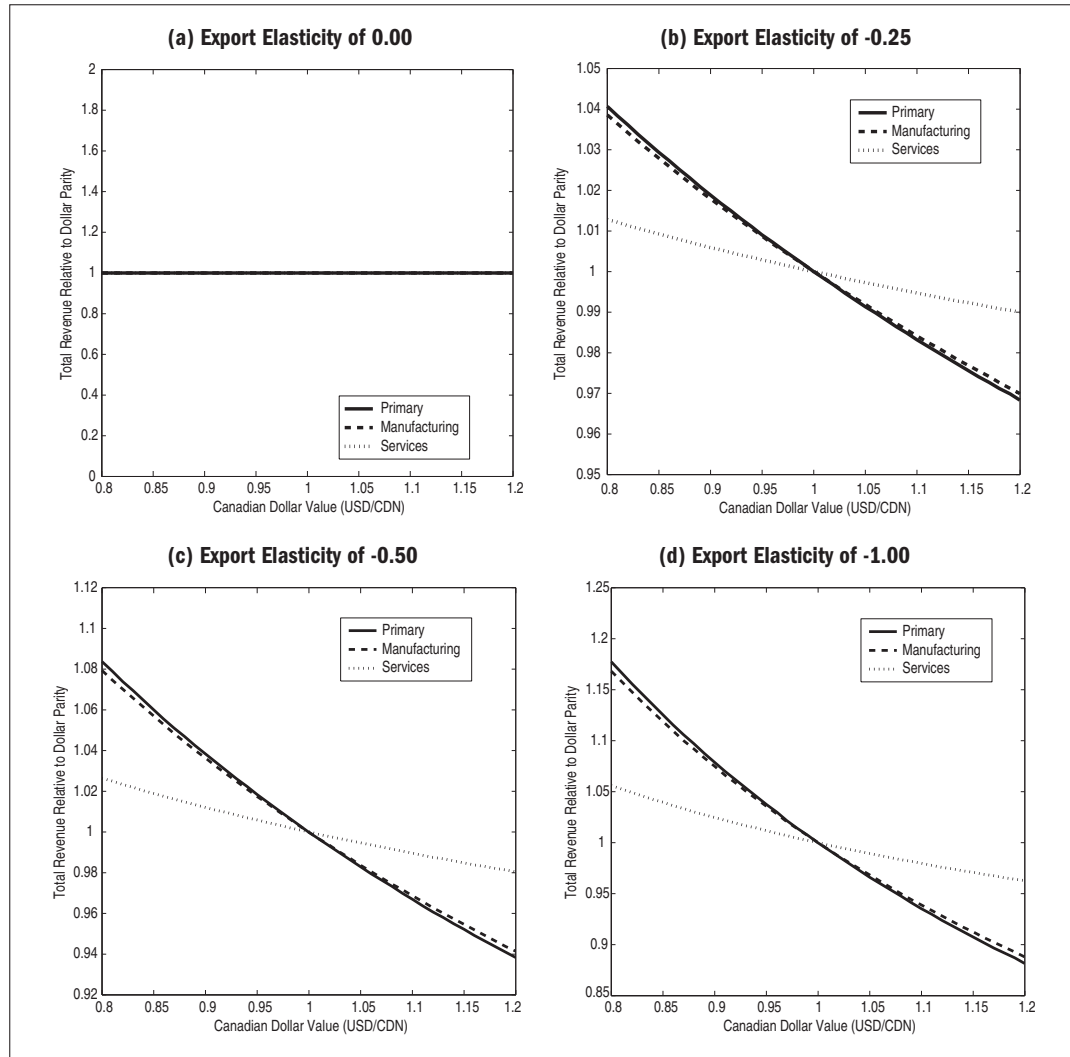 (a) Export Elasticity of 0.00
Total Revenue Relative to Dollar Parity
2
1.8
1.6
1.4
1.2
1
0.8
0.6
0.4
0.2
0
Primary
Manufacturing
Services
0.8 0.85 0.9 0.95 1 1.05 1.1 1.15 1.2
Canadian Dollar Value (USD/CDN)
(b) Export Elasticity of -0.25
Total Revenue Relative to Dollar Parity
1.05
1.04
1.03
1.02
1.01
1
0.99
0.98
0.97
0.96
0.95
Primary
Manufacturing
Services
0.8 0.85 0.9 0.95 1 1.05 1.1 1.15 1.2
Canadian Dollar Value (USD/CDN)
(c) Export Elasticity of -0.50
Total Revenue Relative to Dollar Parity
1.12
1.1
1.08
1.06
1.04
1.02
1
0.98
0.96
0.94
0.92
Primary
Manufacturing
Services
0.8 0.85 0.9 0.95 1 1.05 1.1 1.15 1.2
Canadian Dollar Value (USD/CDN)
(d) Export Elasticity of -1.00
Total Revenue Relative to Dollar Parity
1.25
1.2
1.15
1.1
1.05
1
0.95
0.9
0.85
Primary
Manufacturing
Services
0.8 0.85 0.9 0.95 1 1.05 1.1 1.15 1.2
Canadian Dollar Value (USD/CDN)